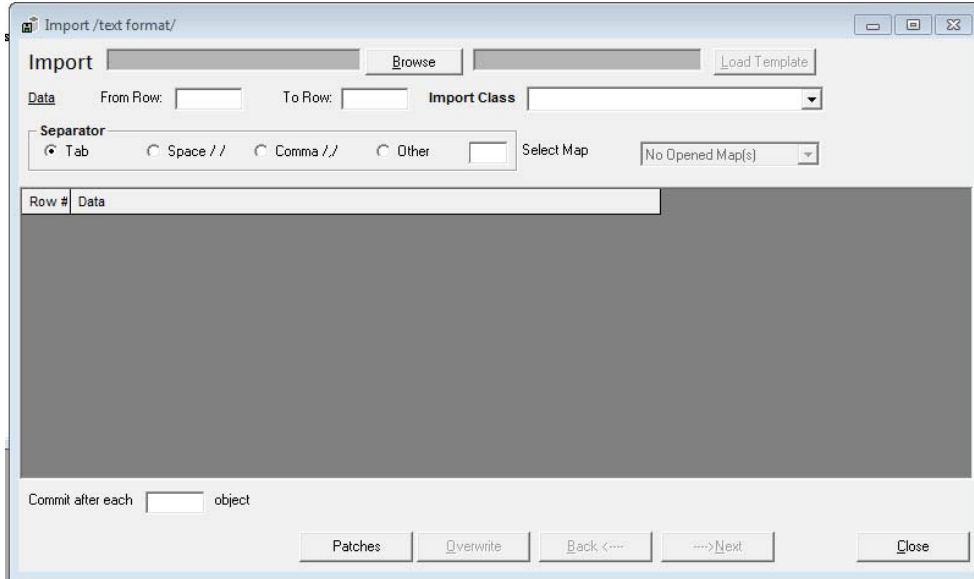 Import /text format/
Import Browse Load Template
Data From Row: To Row: Import Class
Separator
Tab Space / / Comma /,/ Other Select Map No Opened Map(s)
Row # Data
Commit after each object
Patches Overwrite Back <---- ---->Next Close